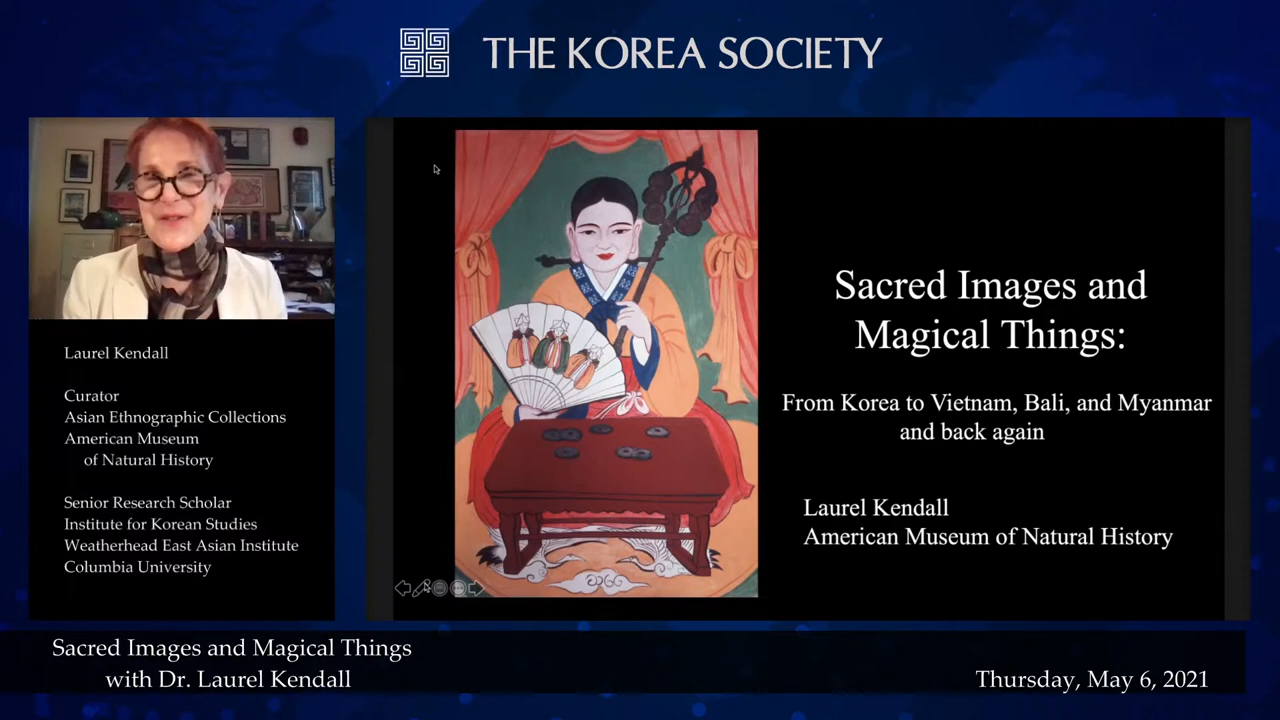 THE KOREA SOCIETY
Laurel Kendall
Curator
Asian Ethnographic Collections
American Museum
of Natural History
Senior Research Scholar
Institute for Korean Studies
Weatherhead East Asian Institute
Columbia University
Sacred Images and
Magical Things:
From Korea to Vietnam, Bali, and Myanmar
and back again
Laurel Kendall
American Museum of Natural History
Sacred Images and Magical Things
with Dr. Laurel Kendall
Thursday, May 6, 2021